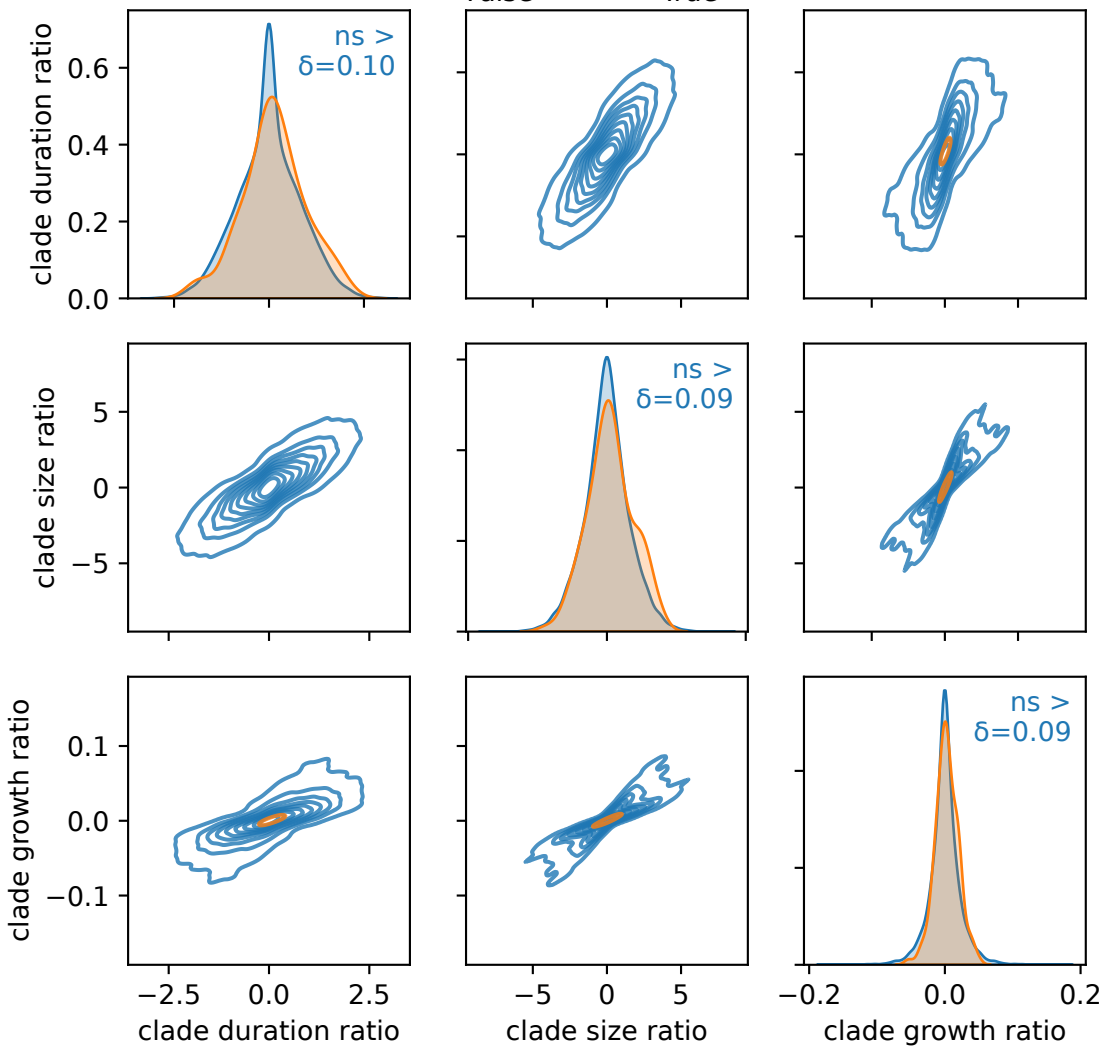 clade duration ratio
0.6
0.4
0.2
0.0
ns >
δ=0.10
clade size ratio
5
0
−5
ns >
δ=0.09
clade growth ratio
0.1
0.0
−0.1
ns >
δ=0.09
−2.5 0.0 2.5
−5 0 5
−0.2 0.0 0.2
clade duration ratio
clade size ratio
clade growth ratio